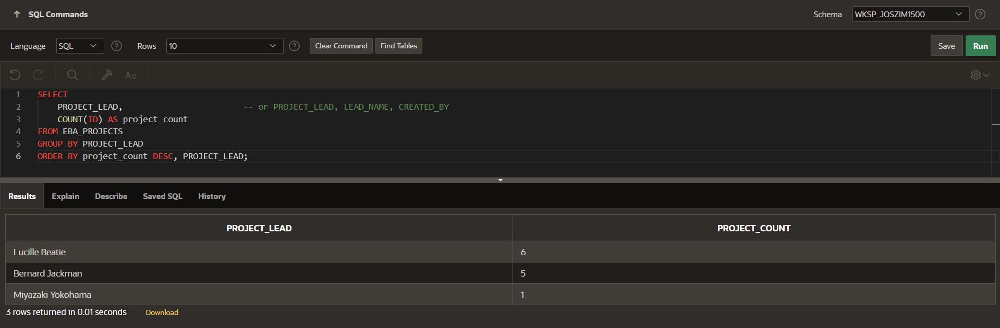 SQL Commands
Schema WKSP_JOSZIM1500 ?
Language SQL ? Rows 10 ? Clear Command Find Tables Save Run
A::
1 SELECT
2 PROJECT_LEAD, -- or PROJECT_LEAD, LEAD_NAME, CREATED_BY
3 COUNT(ID) AS project_count
4 FROM EBA_PROJECTS
5 GROUP BY PROJECT_LEAD
6 ORDER BY project_count DESC, PROJECT_LEAD;
Results Explain Describe Saved SQL History
PROJECT_LEAD PROJECT_COUNT
Lucille Beatie 6
Bernard Jackman 5
Miyazaki Yokohama 1
3 rows returned in 0.01 seconds Download